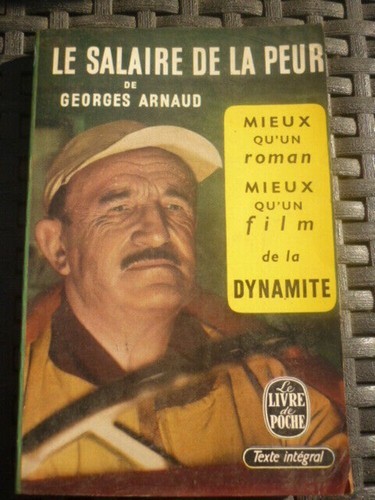 LE SALAIRE DE LA PEUR
DE
GEORGES ARNAUD
MIEUX
QU'UN
roman
MIEUX
QU'UN
film
de la
DYNAMITE
Le
LIVRE
de
POCHE
Texte intégral